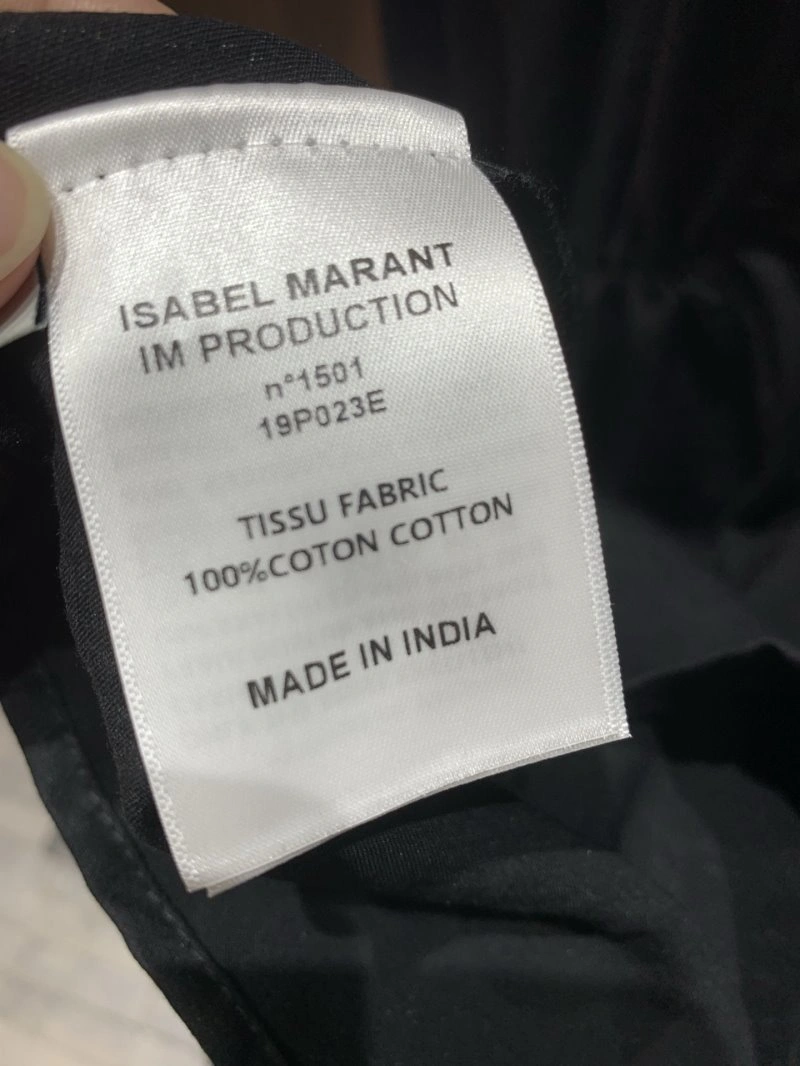 ISABEL MARANT
IM PRODUCTION
n°1501
19P023E
TISSU FABRIC
100%COTON COTTON
MADE IN INDIA